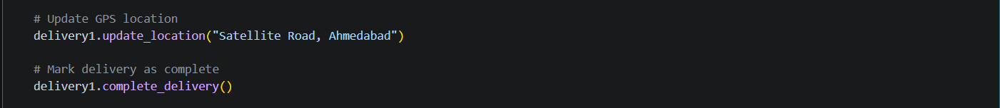 # Update GPS location
delivery1.update_location("Satellite Road, Ahmedabad")
# Mark delivery as complete
delivery1.complete_delivery()